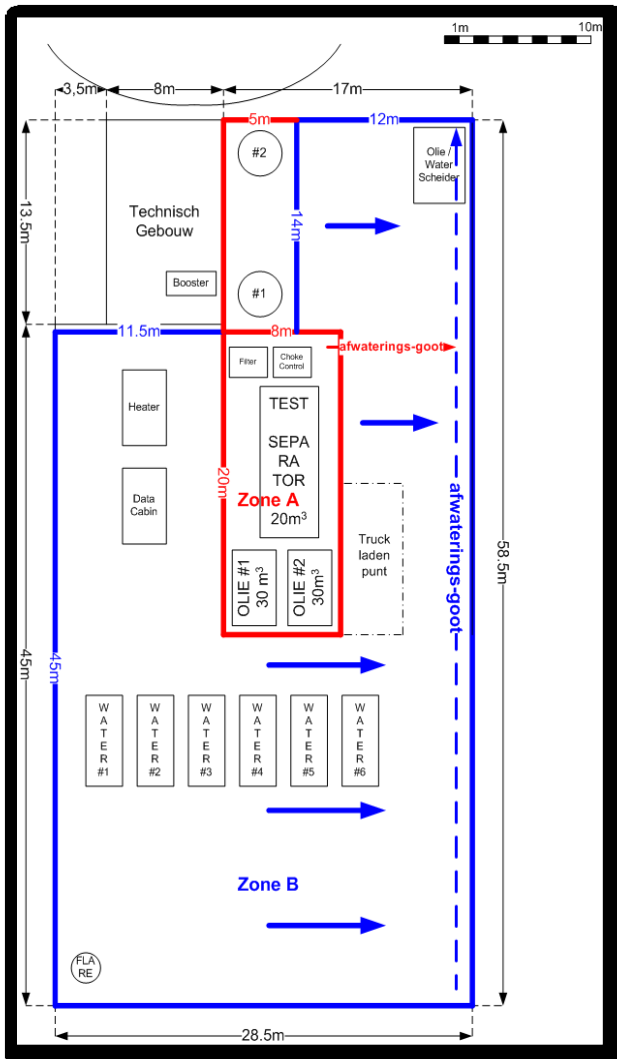 1m 10m
3,5m 8m 17m
5m 12m
#2
Olie /
Water
Scheider
13.5m
Technisch
Gebouw
14m
Booster
#1
11.5m 8m
afwaterings-goot
Filter
Choke
Control
Heater
TEST
SEPA
RA
TOR
20m³
20m
Zone A
Data
Cabin
Truck
laden
punt
afwaterings-goot
58.5m
OLIE #1
30 m³
OLIE #2
30m³
45m
45m
WATER
#1
WATER
#2
WATER
#3
WATER
#4
WATER
#5
WATER
#6
Zone B
FLA
RE
28.5m